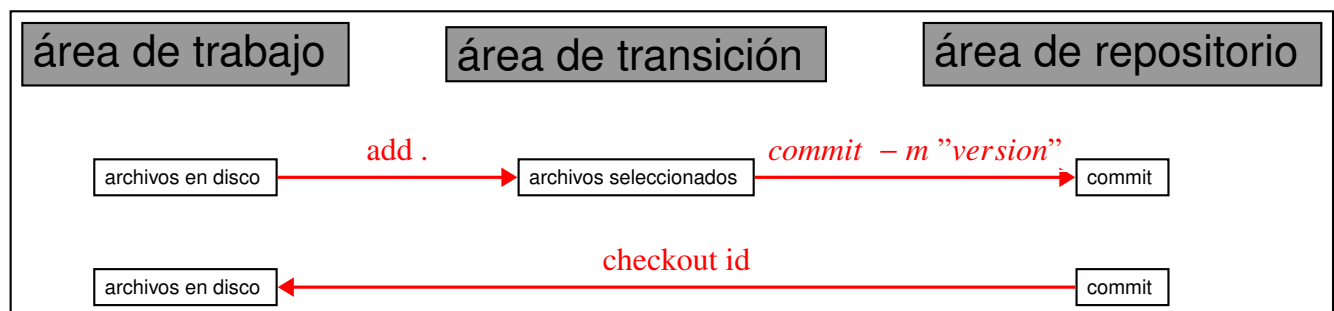 área de trabajo
área de transición
área de repositorio
add .
commit – m ”version”
archivos en disco
archivos seleccionados
commit
checkout id
archivos en disco
commit